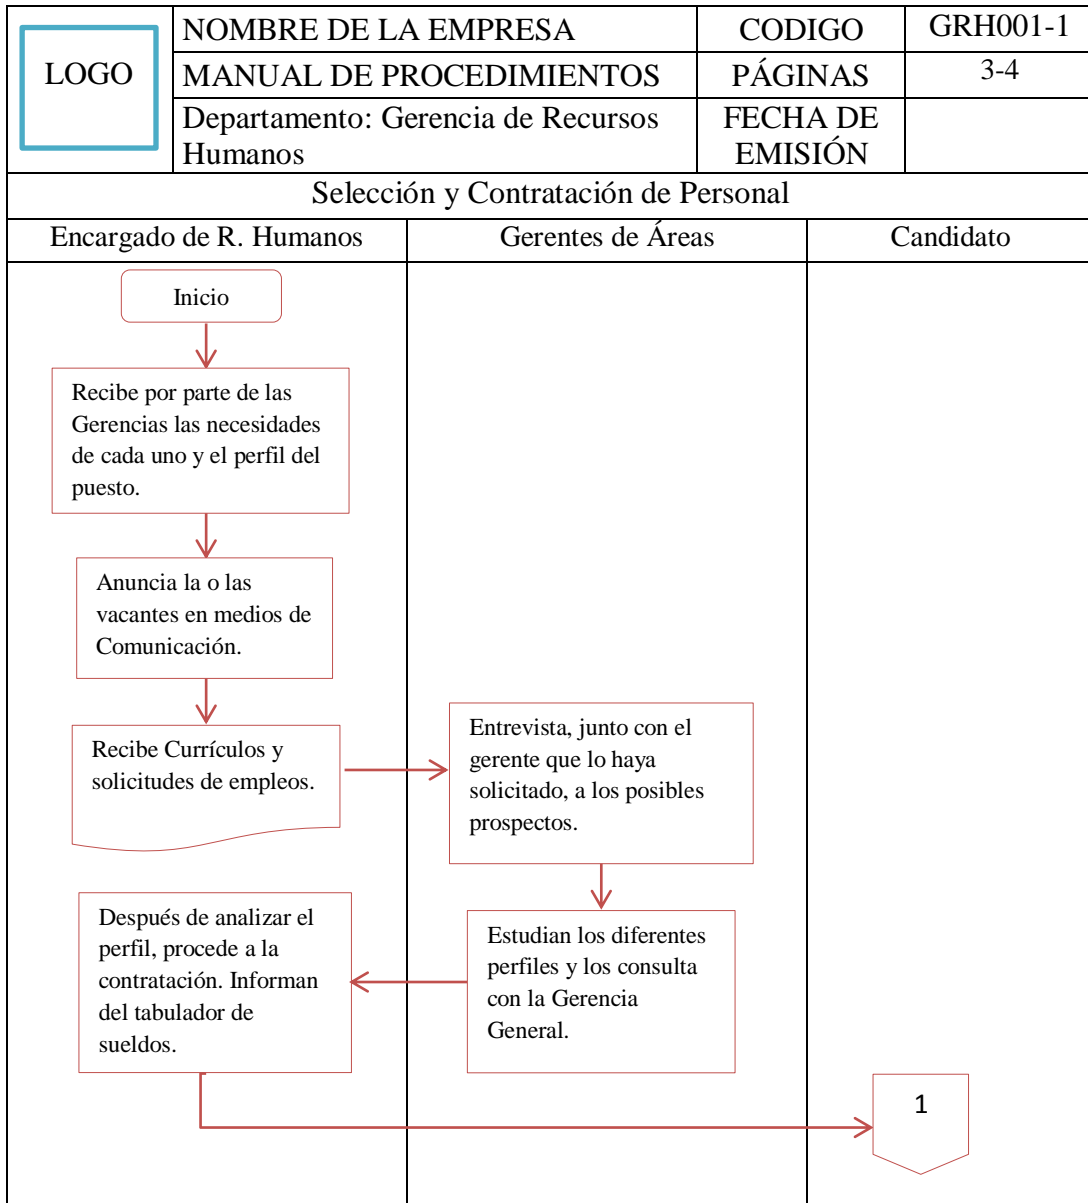 LOGO
NOMBRE DE LA EMPRESA
CODIGO
GRH001-1
MANUAL DE PROCEDIMIENTOS
PÁGINAS
3-4
Departamento: Gerencia de Recursos
Humanos
FECHA DE
EMISIÓN
Selección y Contratación de Personal
Encargado de R. Humanos
Gerentes de Áreas
Candidato
Inicio
Recibe por parte de las
Gerencias las necesidades
de cada uno y el perfil del
puesto.
Anuncia la o las
vacantes en medios de
Comunicación.
Recibe Currículos y
solicitudes de empleos.
Entrevista, junto con el
gerente que lo haya
solicitado, a los posibles
prospectos.
Estudian los diferentes
perfiles y los consulta
con la Gerencia
General.
Después de analizar el
perfil, procede a la
contratación. Informan
del tabulador de
sueldos.
1